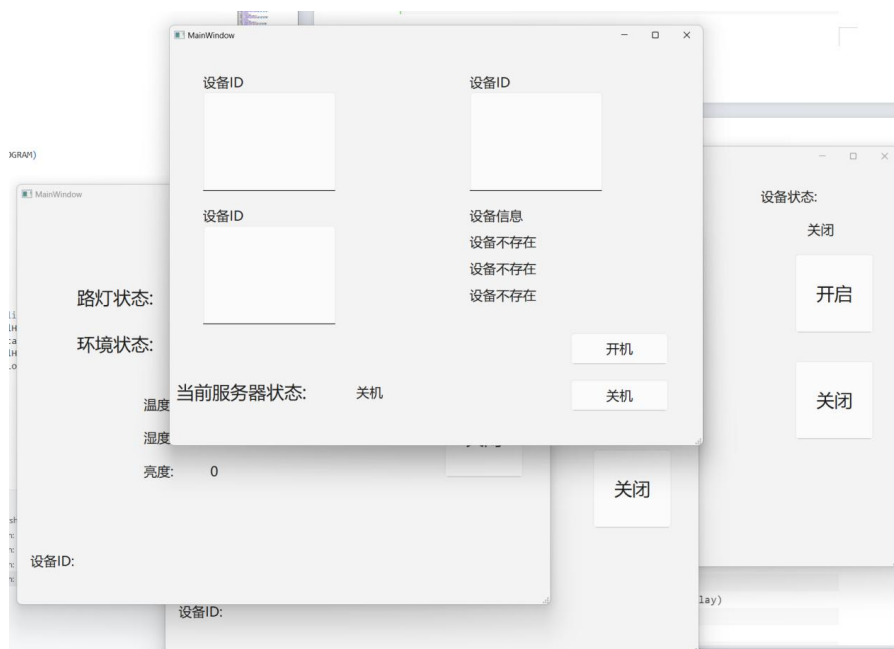 MainWindow
设备ID
设备ID
设备ID
设备信息
设备不存在
设备不存在
设备不存在
开机
当前服务器状态:
关机
关机
MainWindow
路灯状态:
环境状态:
温度
湿度
亮度:
0
设备ID:
设备状态:
关闭
开启
关闭
关闭
设备ID:
lay)